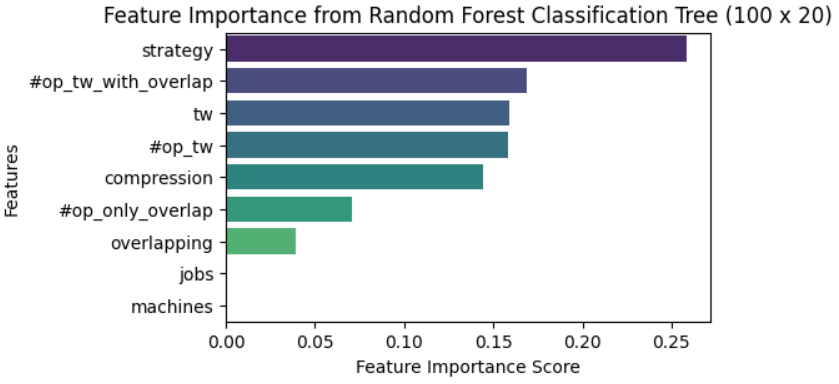 Feature Importance from Random Forest Classification Tree (100 x 20)
strategy
#op_tw_with_overlap
tw
#op_tw
compression
#op_only_overlap
overlapping
jobs
machines
Features
0.00 0.05 0.10 0.15 0.20 0.25
Feature Importance Score